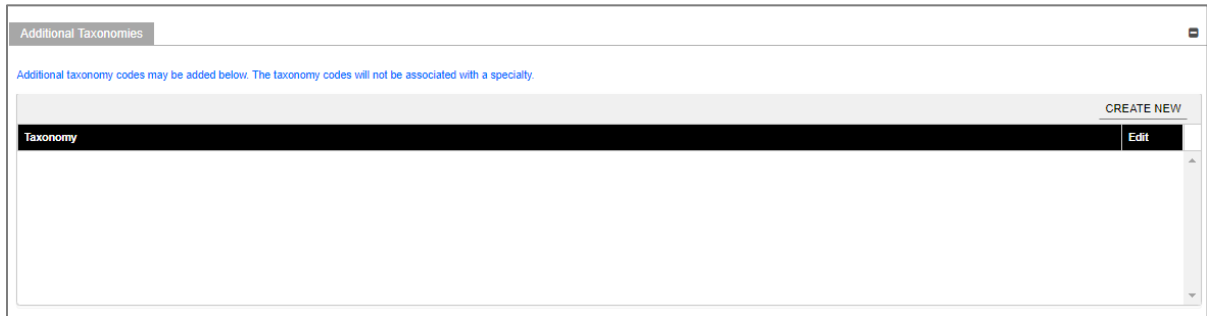 Additional Taxonomies
Additional taxonomy codes may be added below. The taxonomy codes will not be associated with a specialty.
CREATE NEW
Taxonomy Edit